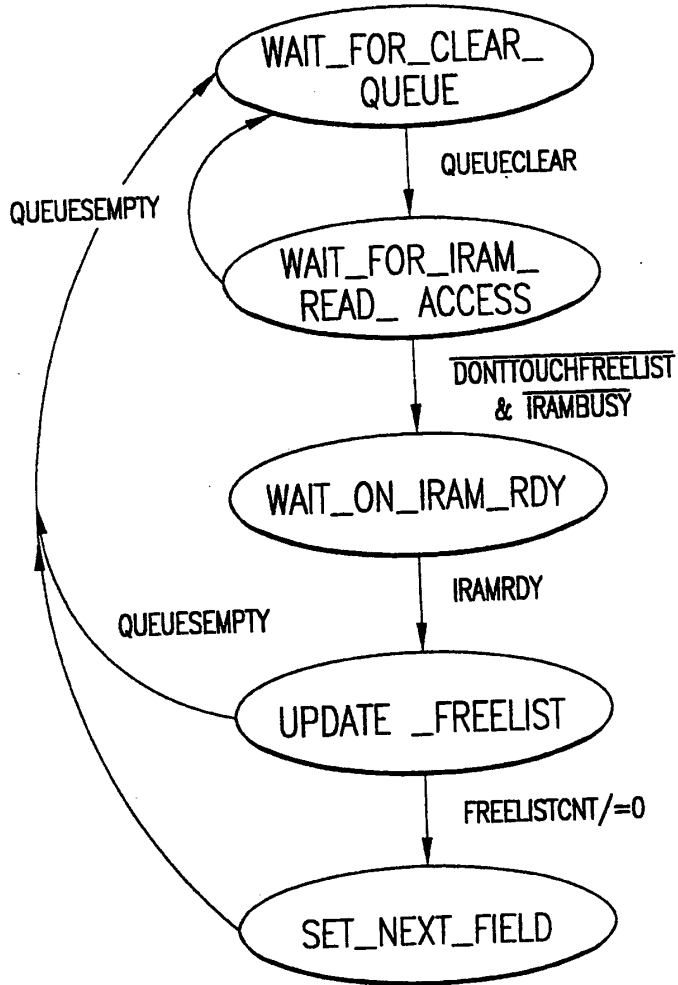 WAIT_FOR_CLEAR_
QUEUE
QUEUECLEAR
QUEUESEMPTY
WAIT_FOR_IRAM_
READ_ ACCESS
DONTTOUCHFREELIST
& IRAMBUSY
WAIT_ON_IRAM_RDY
IRAMRDY
QUEUESEMPTY
UPDATE _FREELIST
FREELISTCNT/=0
SET_NEXT_FIELD